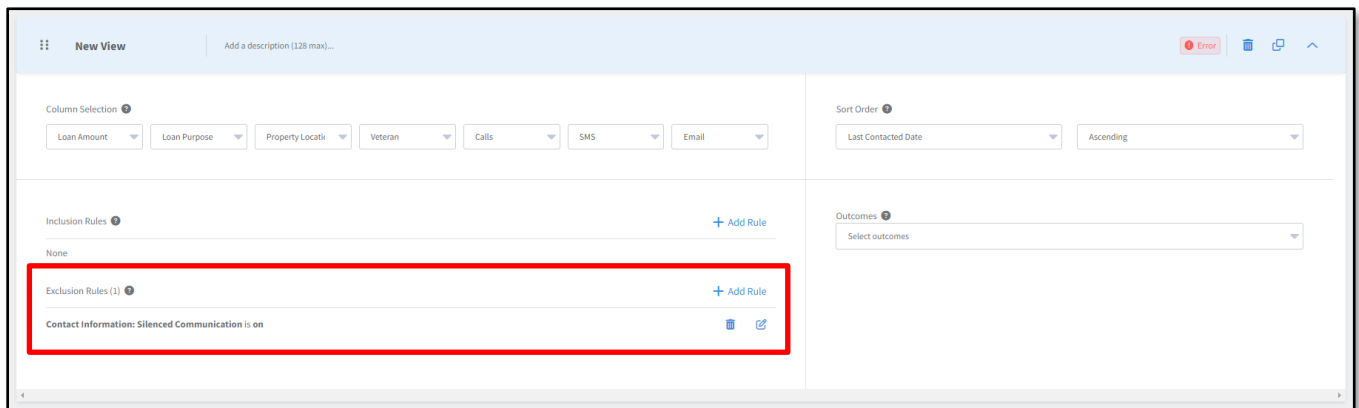 New View
Add a description (128 max)...
Error
Column Selection
Loan Amount
Loan Purpose
Property Locatic
Veteran
Calls
SMS
Email
Sort Order
Last Contacted Date
Ascending
Inclusion Rules
+ Add Rule
None
Exclusion Rules (1)
+ Add Rule
Contact Information: Silenced Communication is on
Outcomes
Select outcomes